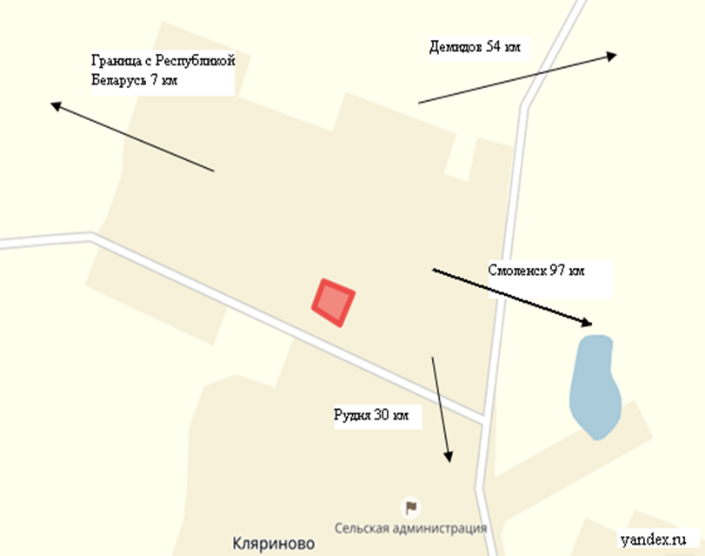 Демидов 54 км
Граница с Республикой
Беларусь 7 км
Смоленск 97 км
Рудня 30 км
Сельская администрация
Кляриново
yandex.ru